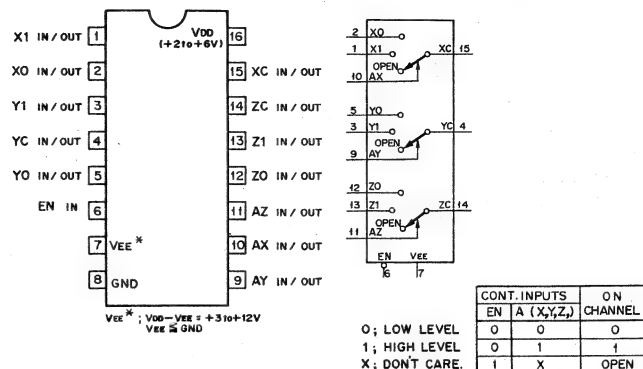 X1 IN/OUT 1
VDD
(+2to+6V)
16
X0 IN/OUT 2
15 XC IN/OUT
Y1 IN/OUT 3
14 ZC IN/OUT
YC IN/OUT 4
13 Z1 IN/OUT
Y0 IN/OUT 5
12 Z0 IN/OUT
EN IN 6
11 AZ IN/OUT
7 VEE*
10 AX IN/OUT
8 GND
9 AY IN/OUT
VEE* ; VDD-VEE = +3to+12V
VEE ≦ GND
2 X0
1 X1 XC 15
OPEN
10 AX
5 Y0
3 Y1 YC 4
OPEN
9 AY
12 Z0
13 Z1 ZC 14
OPEN
11 AZ
EN VEE
6 7
0; LOW LEVEL
1; HIGH LEVEL
X; DON'T CARE.
CONT. INPUTS ON CHANNEL
EN A (X,Y,Z,)
0 0 0
0 1 1
1 X OPEN